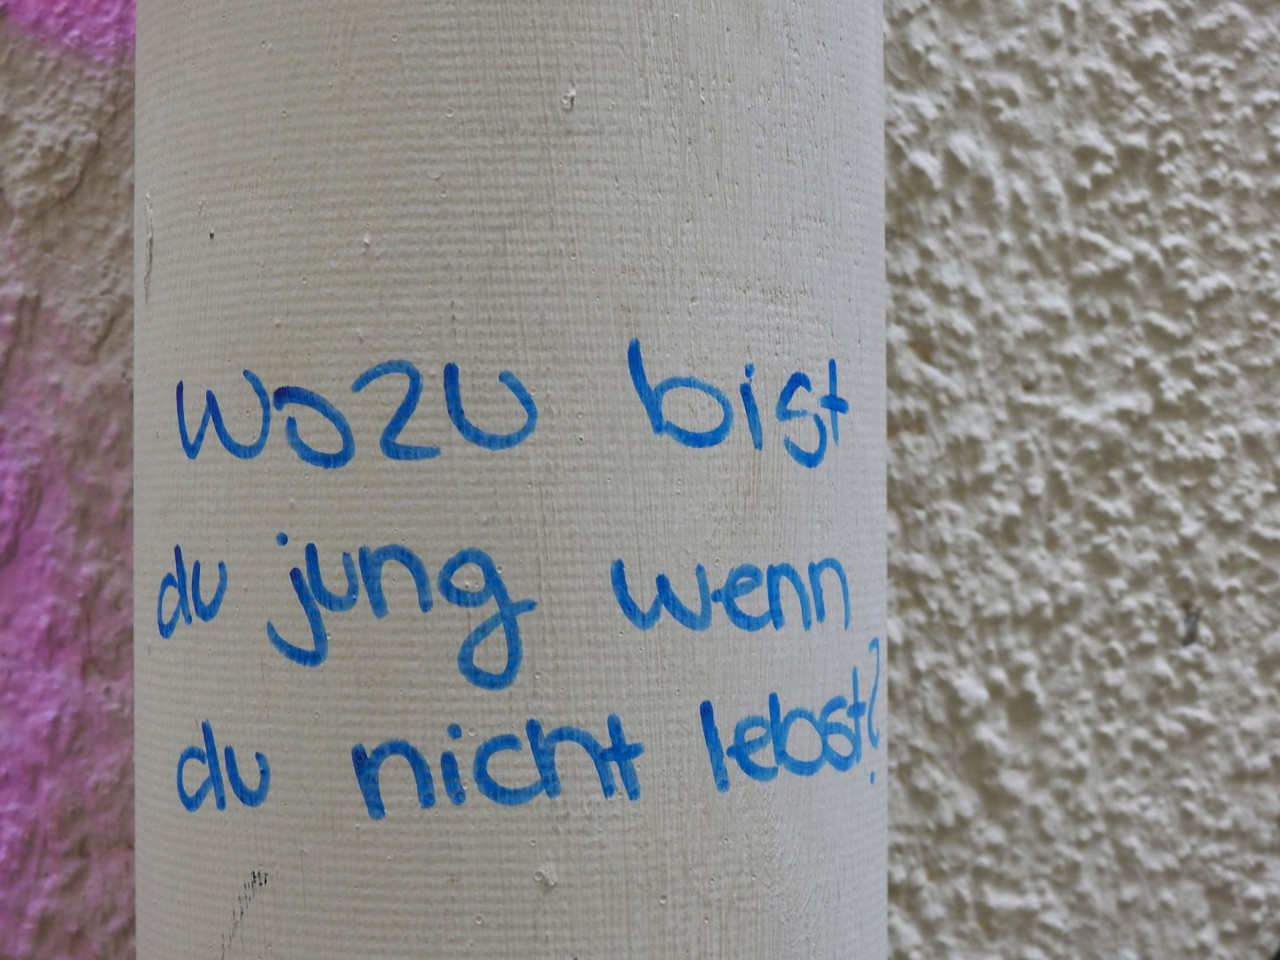 wozu bist
du jung wenn
du nicht lebst?